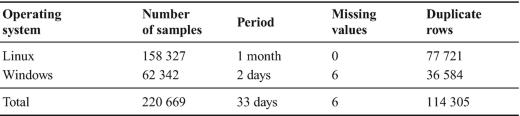 Operating system Number of samples Period Missing values Duplicate rows
Linux 158 327 1 month 0 77 721
Windows 62 342 2 days 6 36 584
Total 220 669 33 days 6 114 305